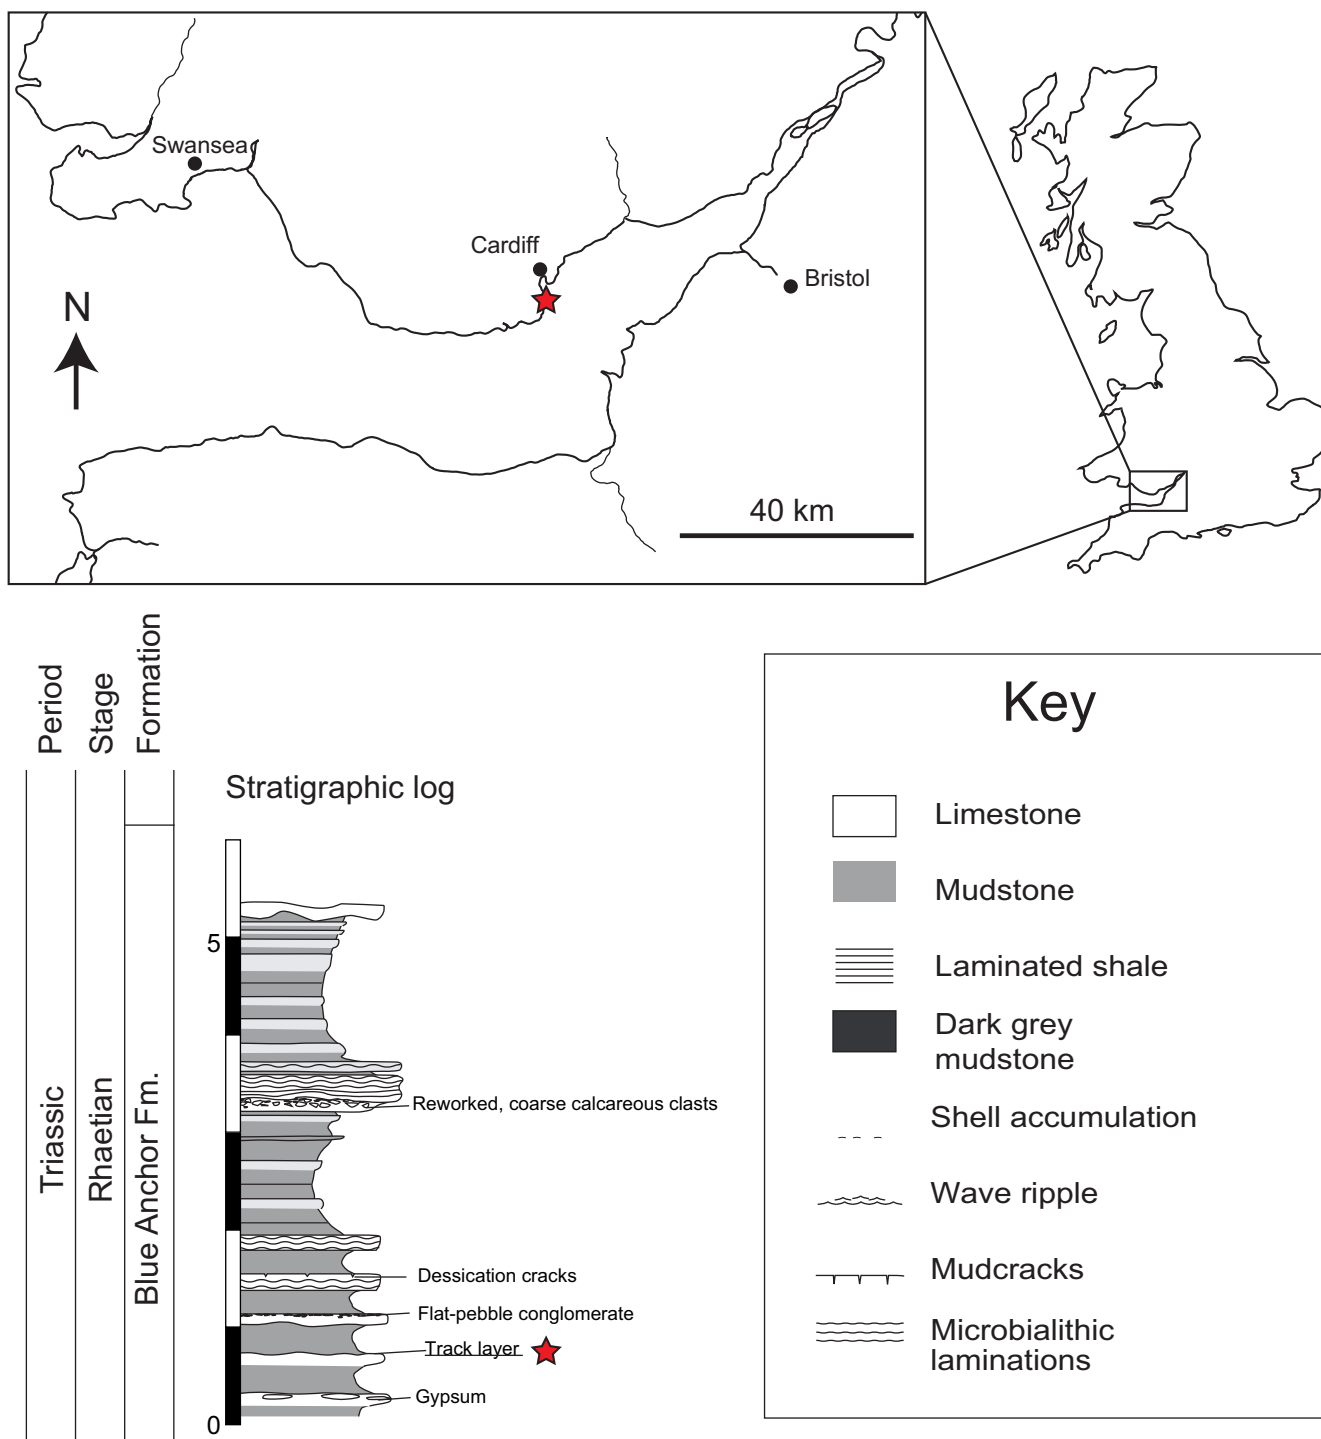 Swansea
Cardiff
Bristol
N
40 km
Period
Stage
Formation
Triassic
Rhaetian
Blue Anchor Fm.
Stratigraphic log
5
0
Reworked, coarse calcareous clasts
Dessication cracks
Flat-pebble conglomerate
Track layer
Gypsum
Key
Limestone
Mudstone
Laminated shale
Dark grey
mudstone
Shell accumulation
Wave ripple
Mudcracks
Microbialithic
laminations